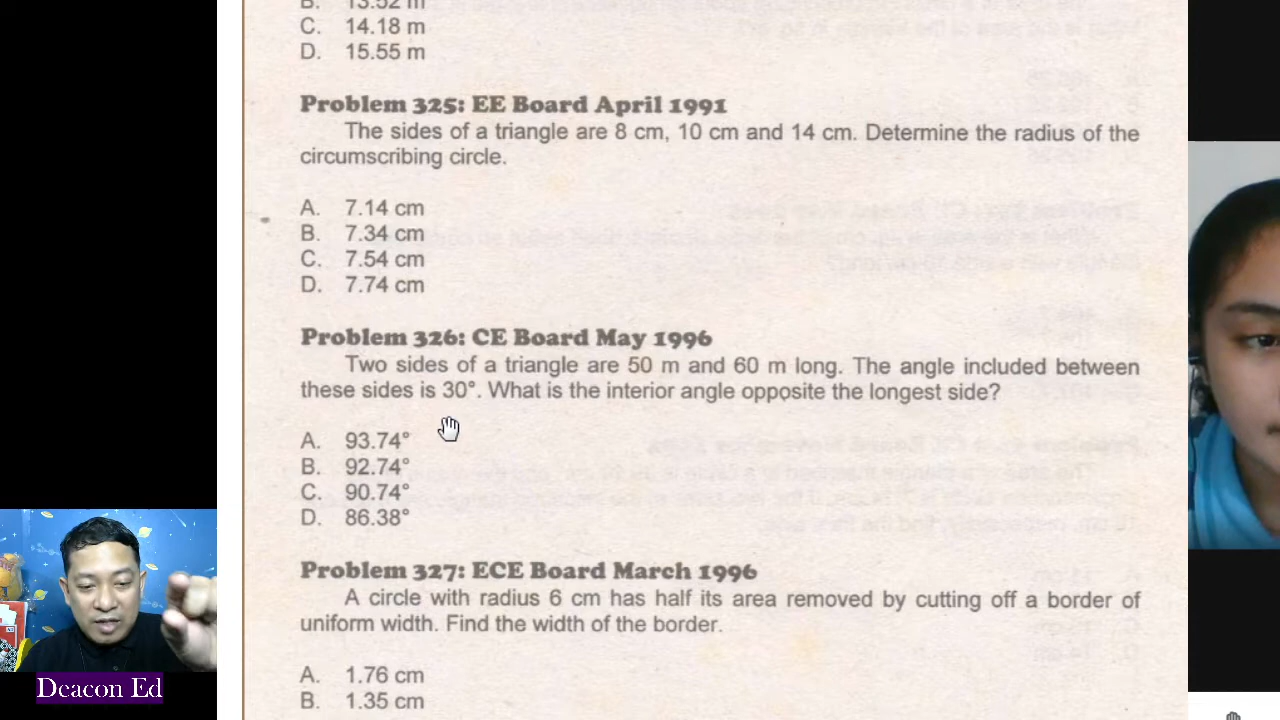 B. 13.52 m
C. 14.18 m
D. 15.55 m
Problem 325: EE Board April 1991
The sides of a triangle are 8 cm, 10 cm and 14 cm. Determine the radius of the
circumscribing circle.
A. 7.14 cm
B. 7.34 cm
C. 7.54 cm
D. 7.74 cm
Problem 326: CE Board May 1996
Two sides of a triangle are 50 m and 60 m long. The angle included between
these sides is 30°. What is the interior angle opposite the longest side?
A. 93.74°
B. 92.74°
C. 90.74°
D. 86.38°
Problem 327: ECE Board March 1996
A circle with radius 6 cm has half its area removed by cutting off a border of
uniform width. Find the width of the border.
A. 1.76 cm
B. 1.35 cm
Deacon Ed